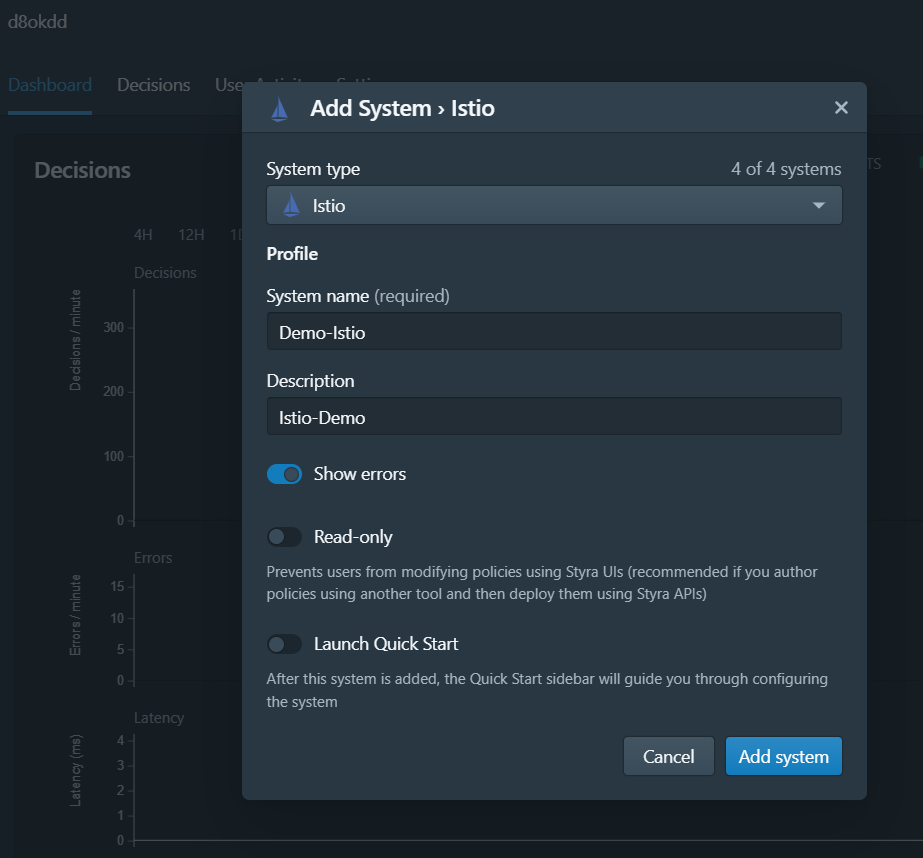 d8okdd
Dashboard Decisions
Add System › Istio
Decisions
System type 4 of 4 systems
TS
Istio
4H 12H
Profile
Decisions
System name (required)
Demo-Istio
Decisions / minute
300
200
100
0
Description
Istio-Demo
Show errors
Read-only
Prevents users from modifying policies using Styra UIs (recommended if you author
policies using another tool and then deploy them using Styra APIs)
Errors
Errors / minute
15
10
5
0
Launch Quick Start
After this system is added, the Quick Start sidebar will guide you through configuring
the system
Latency
Latency (ms)
4
3
2
1
0
Cancel Add system